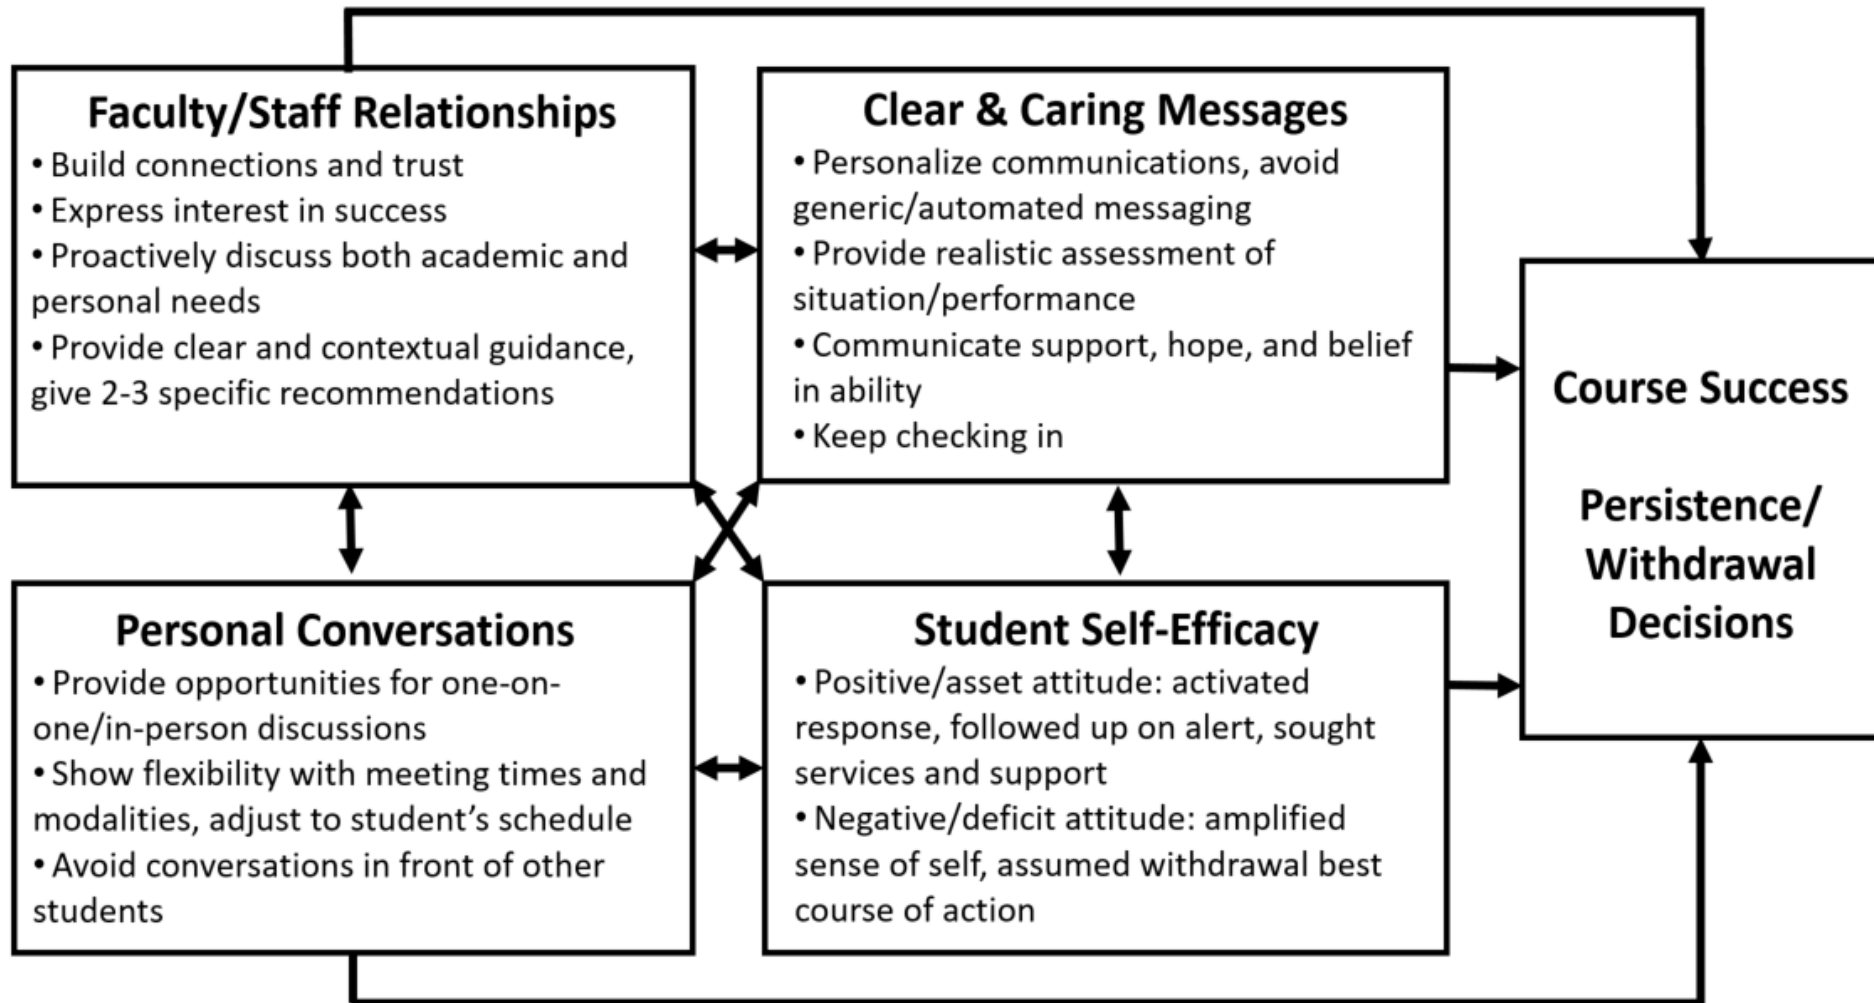 Faculty/Staff Relationships
• Build connections and trust
• Express interest in success
• Proactively discuss both academic and
personal needs
• Provide clear and contextual guidance,
give 2-3 specific recommendations
Clear & Caring Messages
• Personalize communications, avoid
generic/automated messaging
• Provide realistic assessment of
situation/performance
• Communicate support, hope, and belief
in ability
• Keep checking in
Personal Conversations
• Provide opportunities for one-on-
one/in-person discussions
• Show flexibility with meeting times and
modalities, adjust to student’s schedule
• Avoid conversations in front of other
students
Student Self-Efficacy
• Positive/asset attitude: activated
response, followed up on alert, sought
services and support
• Negative/deficit attitude: amplified
sense of self, assumed withdrawal best
course of action
Course Success
Persistence/
Withdrawal
Decisions